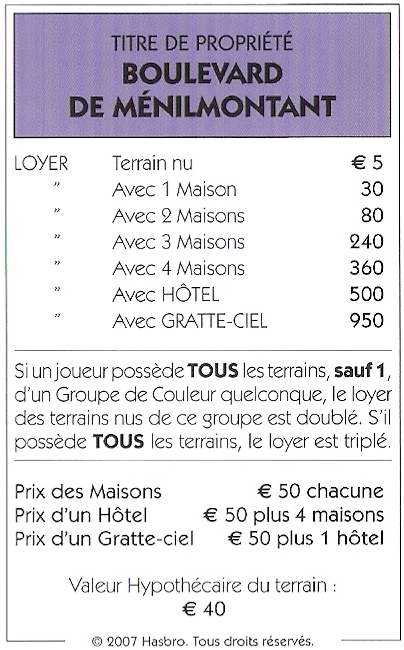 TITRE DE PROPRIÉTÉ
BOULEVARD
DE MÉNILMONTANT
LOYER Terrain nu € 5
" Avec 1 Maison 30
" Avec 2 Maisons 80
" Avec 3 Maisons 240
" Avec 4 Maisons 360
" Avec HÔTEL 500
" Avec GRATTE-CIEL 950
Si un joueur possède TOUS les terrains, sauf 1,
d'un Groupe de Couleur quelconque, le loyer
des terrains nus de ce groupe est doublé. S'il
possède TOUS les terrains, le loyer est triplé.
Prix des Maisons € 50 chacune
Prix d'un Hôtel € 50 plus 4 maisons
Prix d'un Gratte-ciel € 50 plus 1 hôtel
Valeur Hypothécaire du terrain :
€ 40
© 2007 Hasbro. Tous droits réservés.